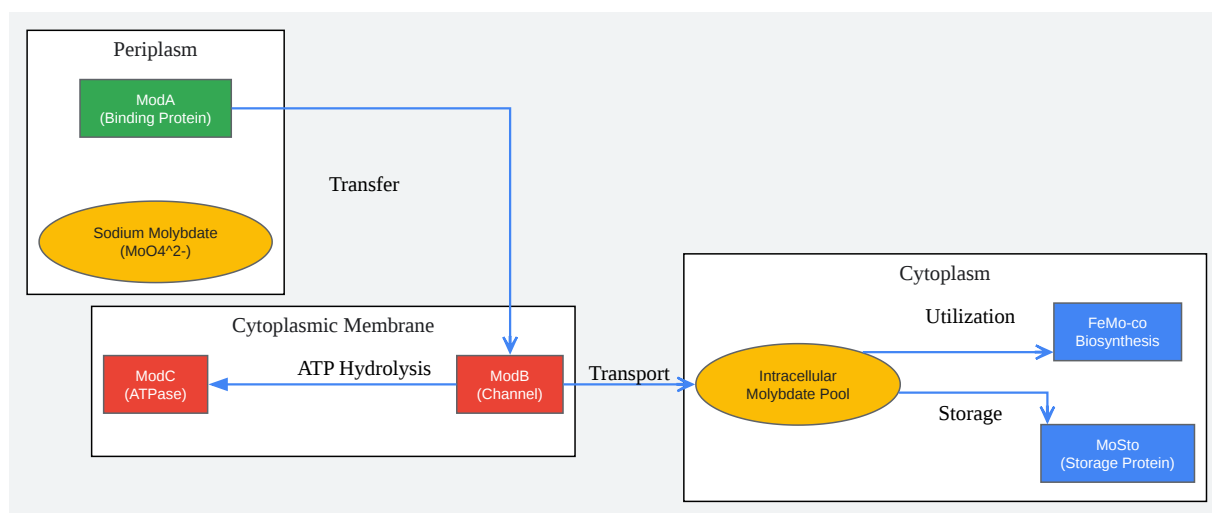 Periplasm
ModA
(Binding Protein)
Transfer
Sodium Molybdate
(MoO4^2-)
Cytoplasmic Membrane
ModC
(ATPase)
ATP Hydrolysis
ModB
(Channel)
Transport
Cytoplasm
Intracellular
Molybdate Pool
Utilization
FeMo-co
Biosynthesis
Storage
MoSto
(Storage Protein)